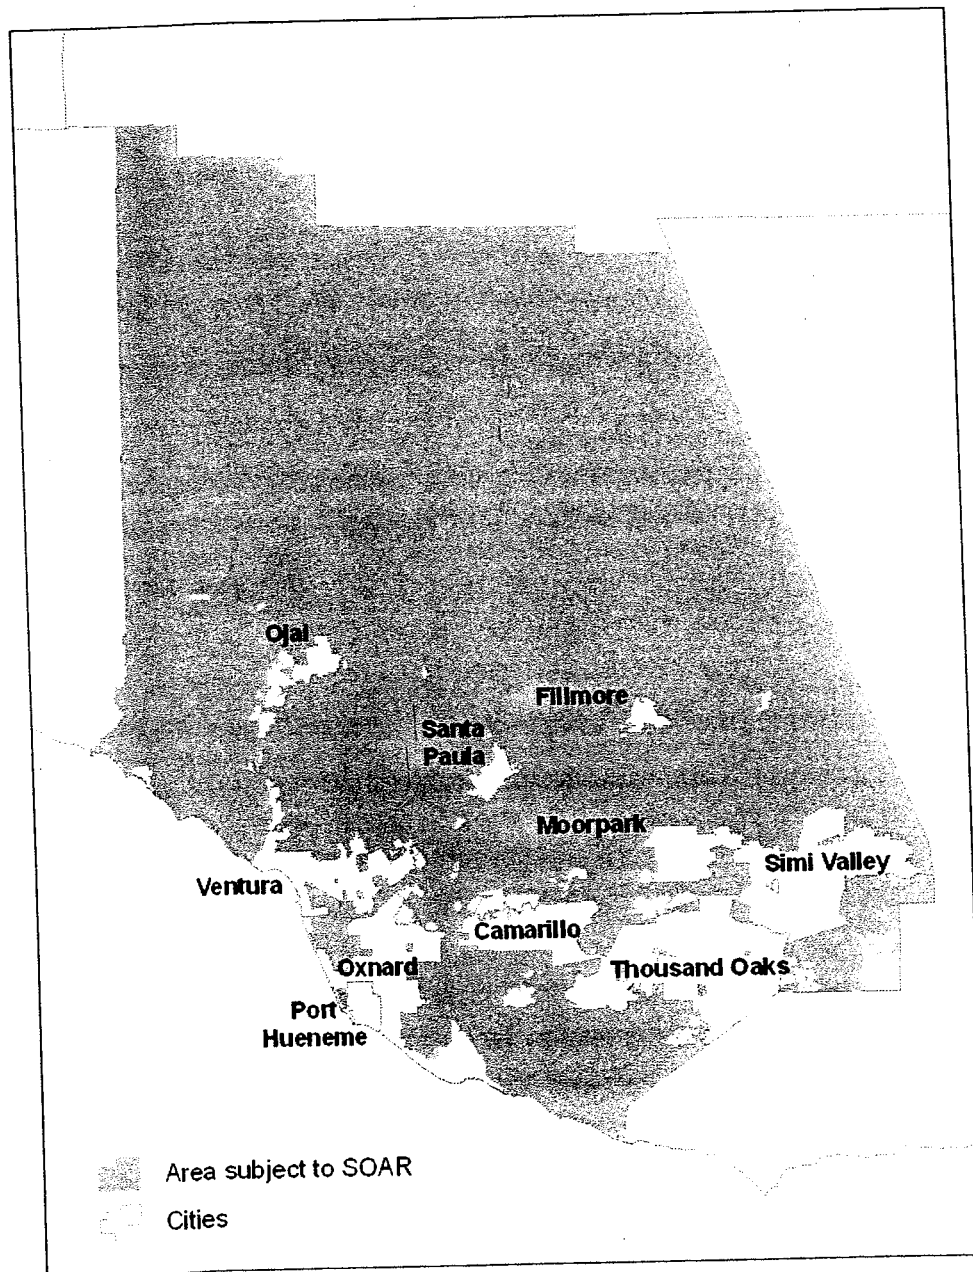 Ojai
Fillmore
Santa
Paula
Moorpark
Simi Valley
Ventura
Camarillo
Oxnard
Thousand Oaks
Port
Hueneme
Area subject to SOAR
Cities